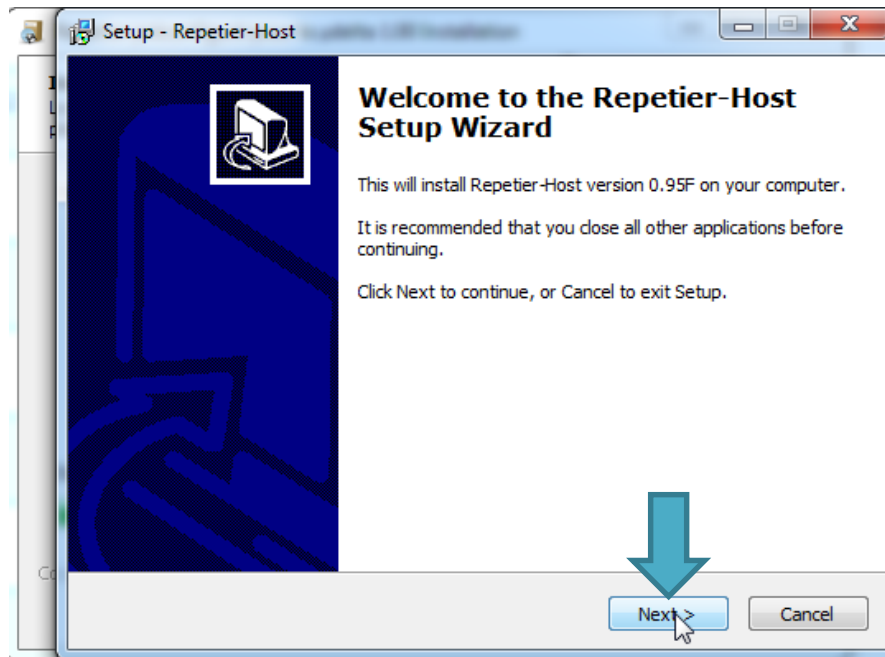 Setup - Repetier-Host
Welcome to the Repetier-Host
Setup Wizard
This will install Repetier-Host version 0.95F on your computer.
It is recommended that you close all other applications before
continuing.
Click Next to continue, or Cancel to exit Setup.
Next >
Cancel